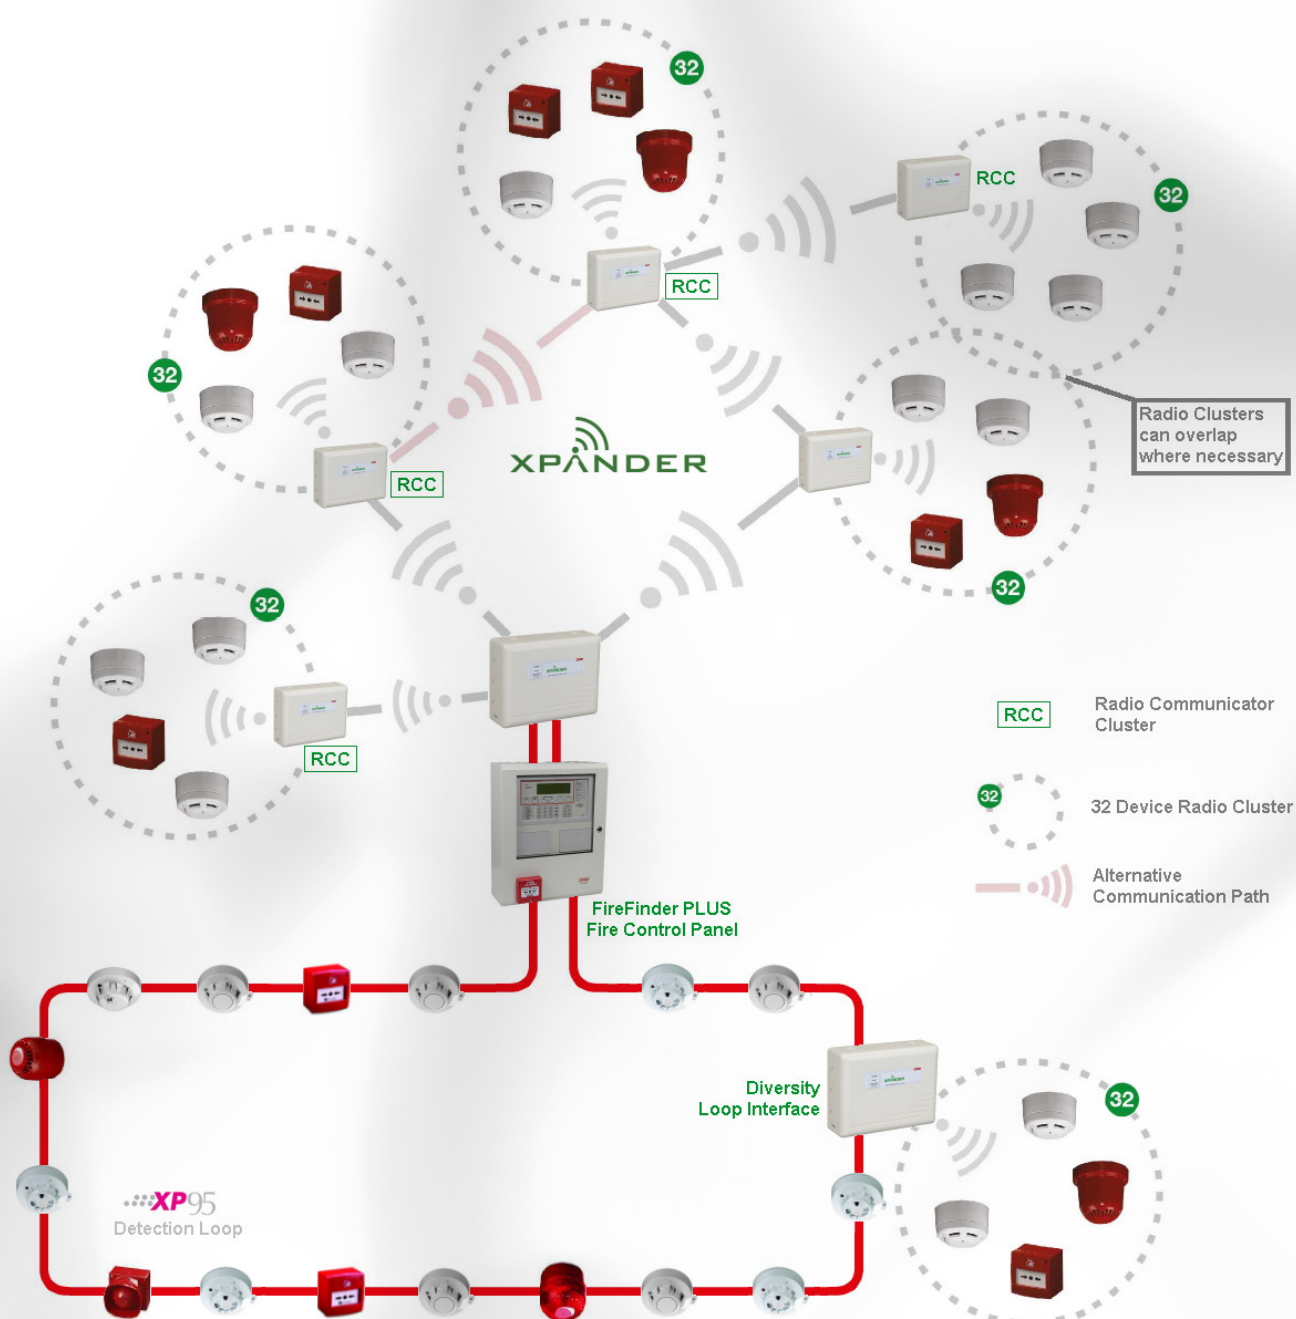 32
RCC
32
RCC
32
RCC
XPANDER
Radio Clusters
can overlap
where necessary
32
32
RCC
RCC
Radio Communicator
Cluster
32
32 Device Radio Cluster
Alternative
Communication Path
FireFinder PLUS
Fire Control Panel
Diversity
Loop Interface
32
XP95
Detection Loop